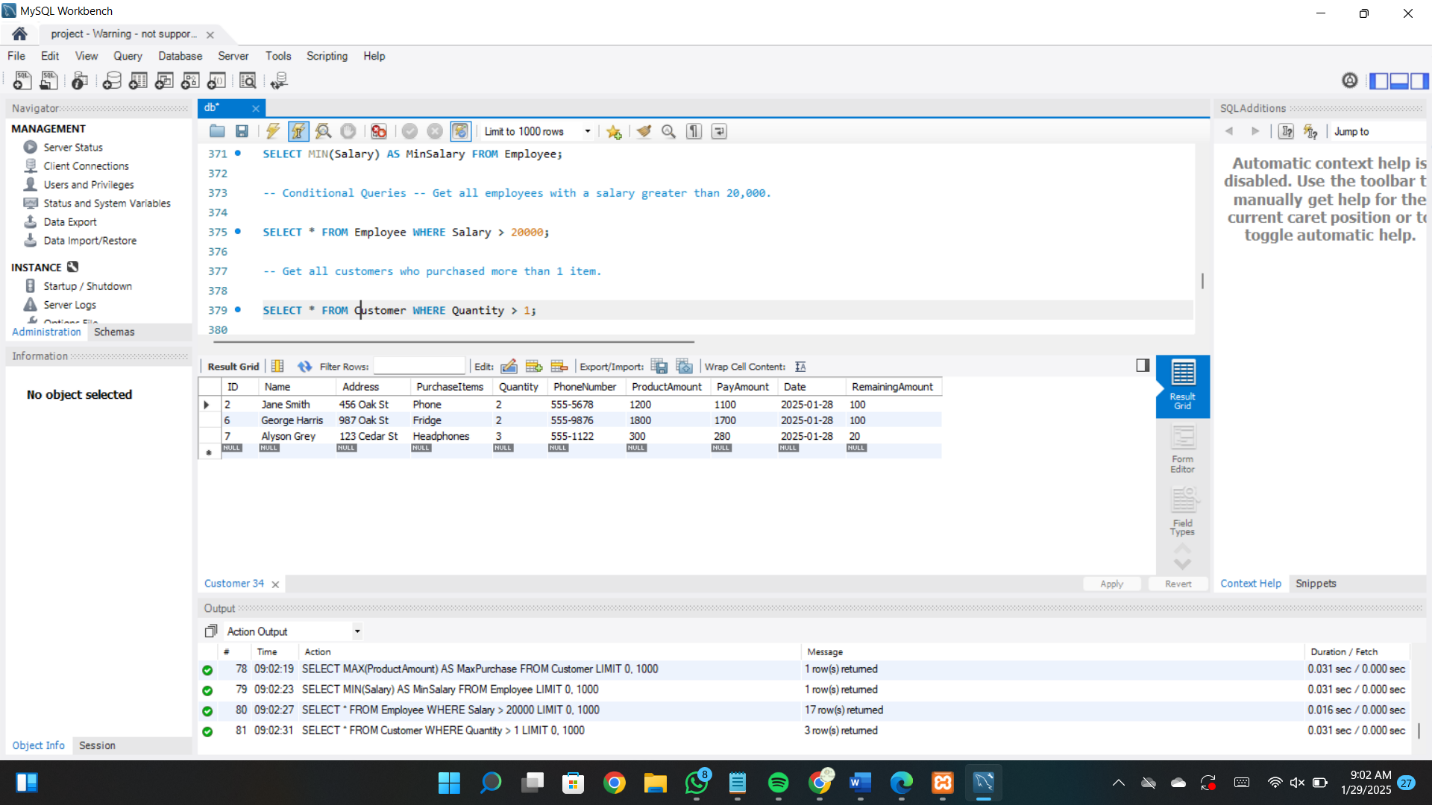 MySQL Workbench
project - Warning - not suppor...
File Edit View Query Database Server Tools Scripting Help
Navigator
MANAGEMENT
Server Status
Client Connections
Users and Privileges
Status and System Variables
Data Export
Data Import/Restore
INSTANCE
Startup / Shutdown
Server Logs
Options File
Administration Schemas
Information
No object selected
Object Info Session
db*
Limit to 1000 rows
371 SELECT MIN(Salary) AS MinSalary FROM Employee;
372
373 -- Conditional Queries -- Get all employees with a salary greater than 20,000.
374
375 SELECT * FROM Employee WHERE Salary > 20000;
376
377 -- Get all customers who purchased more than 1 item.
378
379 SELECT * FROM Customer WHERE Quantity > 1;
380
Result Grid Filter Rows: Edit: Export/Import: Wrap Cell Content:
ID Name Address PurchaseItems Quantity PhoneNumber ProductAmount PayAmount Date RemainingAmount
2 Jane Smith 456 Oak St Phone 2 555-5678 1200 1100 2025-01-28 100
6 George Harris 987 Oak St Fridge 2 555-9876 1800 1700 2025-01-28 100
7 Alyson Grey 123 Cedar St Headphones 3 555-1122 300 280 2025-01-28 20
NULL NULL NULL NULL NULL NULL NULL NULL NULL NULL
Result
Grid
Form
Editor
Field
Types
Customer 34 Apply Revert
SQLAdditions
Jump to
Automatic context help is
disabled. Use the toolbar t
manually get help for the
current caret position or to
toggle automatic help.
Context Help Snippets
Output
Action Output
# Time Action Message Duration / Fetch
78 09:02:19 SELECT MAX(ProductAmount) AS MaxPurchase FROM Customer LIMIT 0, 1000 1 row(s) returned 0.031 sec / 0.000 sec
79 09:02:23 SELECT MIN(Salary) AS MinSalary FROM Employee LIMIT 0, 1000 1 row(s) returned 0.031 sec / 0.000 sec
80 09:02:27 SELECT * FROM Employee WHERE Salary > 20000 LIMIT 0, 1000 17 row(s) returned 0.016 sec / 0.000 sec
81 09:02:31 SELECT * FROM Customer WHERE Quantity > 1 LIMIT 0, 1000 3 row(s) returned 0.031 sec / 0.000 sec
8
9:02 AM
1/29/2025
27